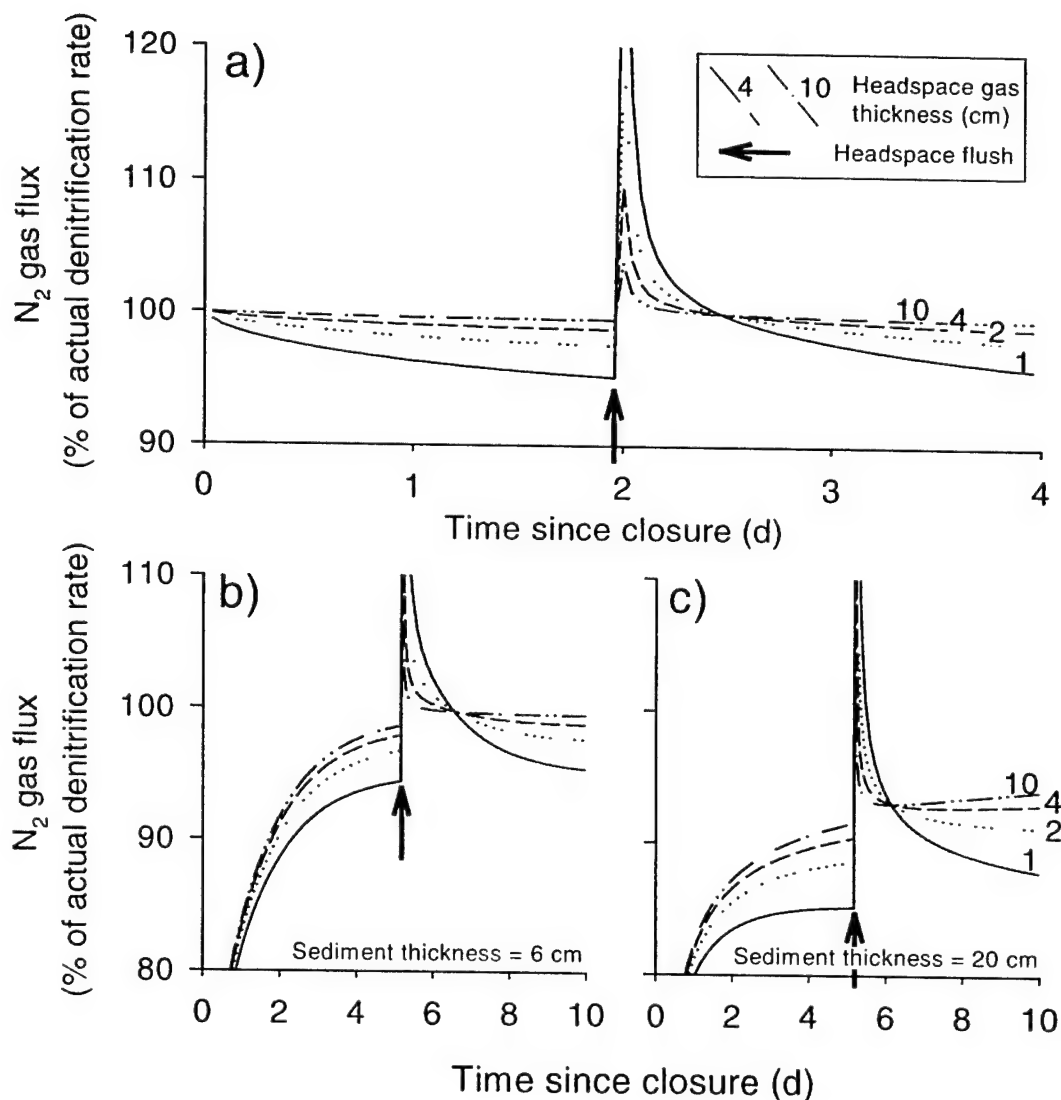 a)
120
110
100
90
N2 gas flux
(% of actual denitrification rate)
4 10 Headspace gas
thickness (cm)
Headspace flush
10 4 2
1
0 1 2 3 4
Time since closure (d)
b)
110
100
90
80
N2 gas flux
(% of actual denitrification rate)
Sediment thickness = 6 cm
0 2 4 6 8 10
c)
10
4
2
1
Sediment thickness = 20 cm
0 2 4 6 8 10
Time since closure (d)